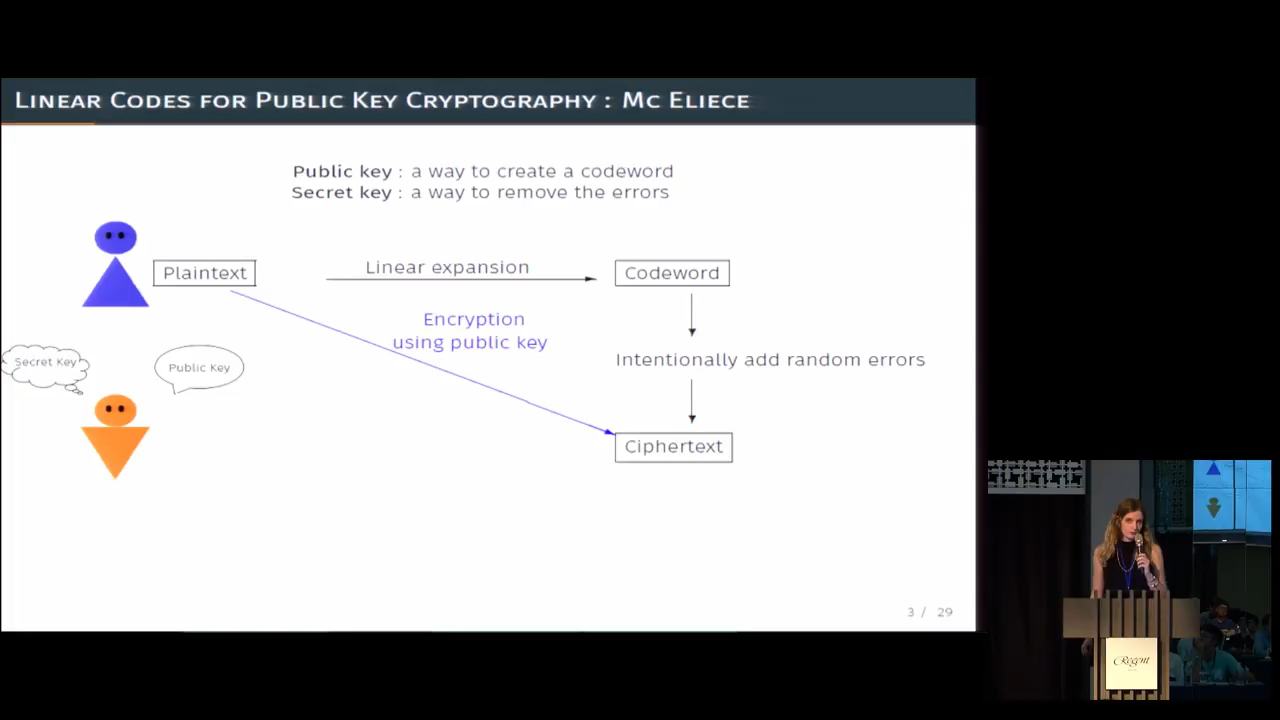 LINEAR CODES FOR PUBLIC KEY CRYPTOGRAPHY : MC ELIECE
Public key : a way to create a codeword
Secret key : a way to remove the errors
Plaintext
Linear expansion
Codeword
Encryption
using public key
Secret Key
Public Key
Intentionally add random errors
Ciphertext
3 / 29
Regent